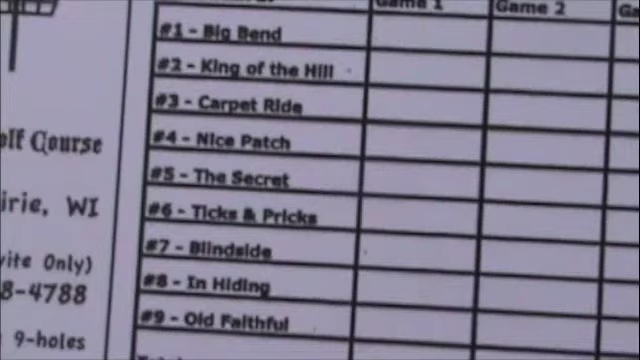 Game 1 Game 2 Ga
#1 - Big Bend
#2 - King of the Hill
#3 - Carpet Ride
#4 - Nice Patch
#5 - The Secret
#6 - Ticks & Pricks
#7 - Blindside
#8 - In Hiding
#9 - Old Faithful
olf Course
irie, WI
vite Only)
8-4788
9-holes